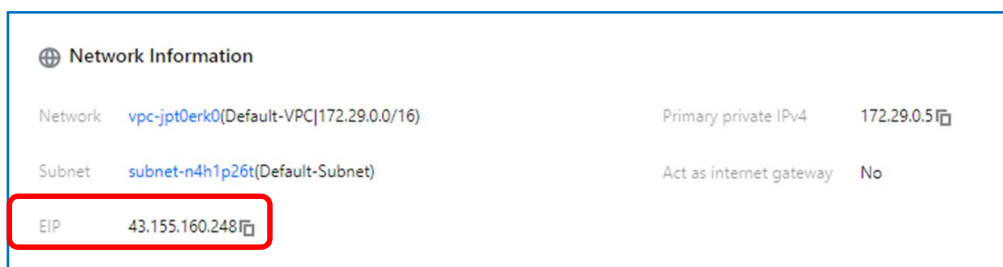 Network Information
Network vpc-jpt0erk0(Default-VPC|172.29.0.0/16) Primary private IPv4 172.29.0.5
Subnet subnet-n4h1p26t(Default-Subnet) Act as internet gateway No
EIP 43.155.160.248